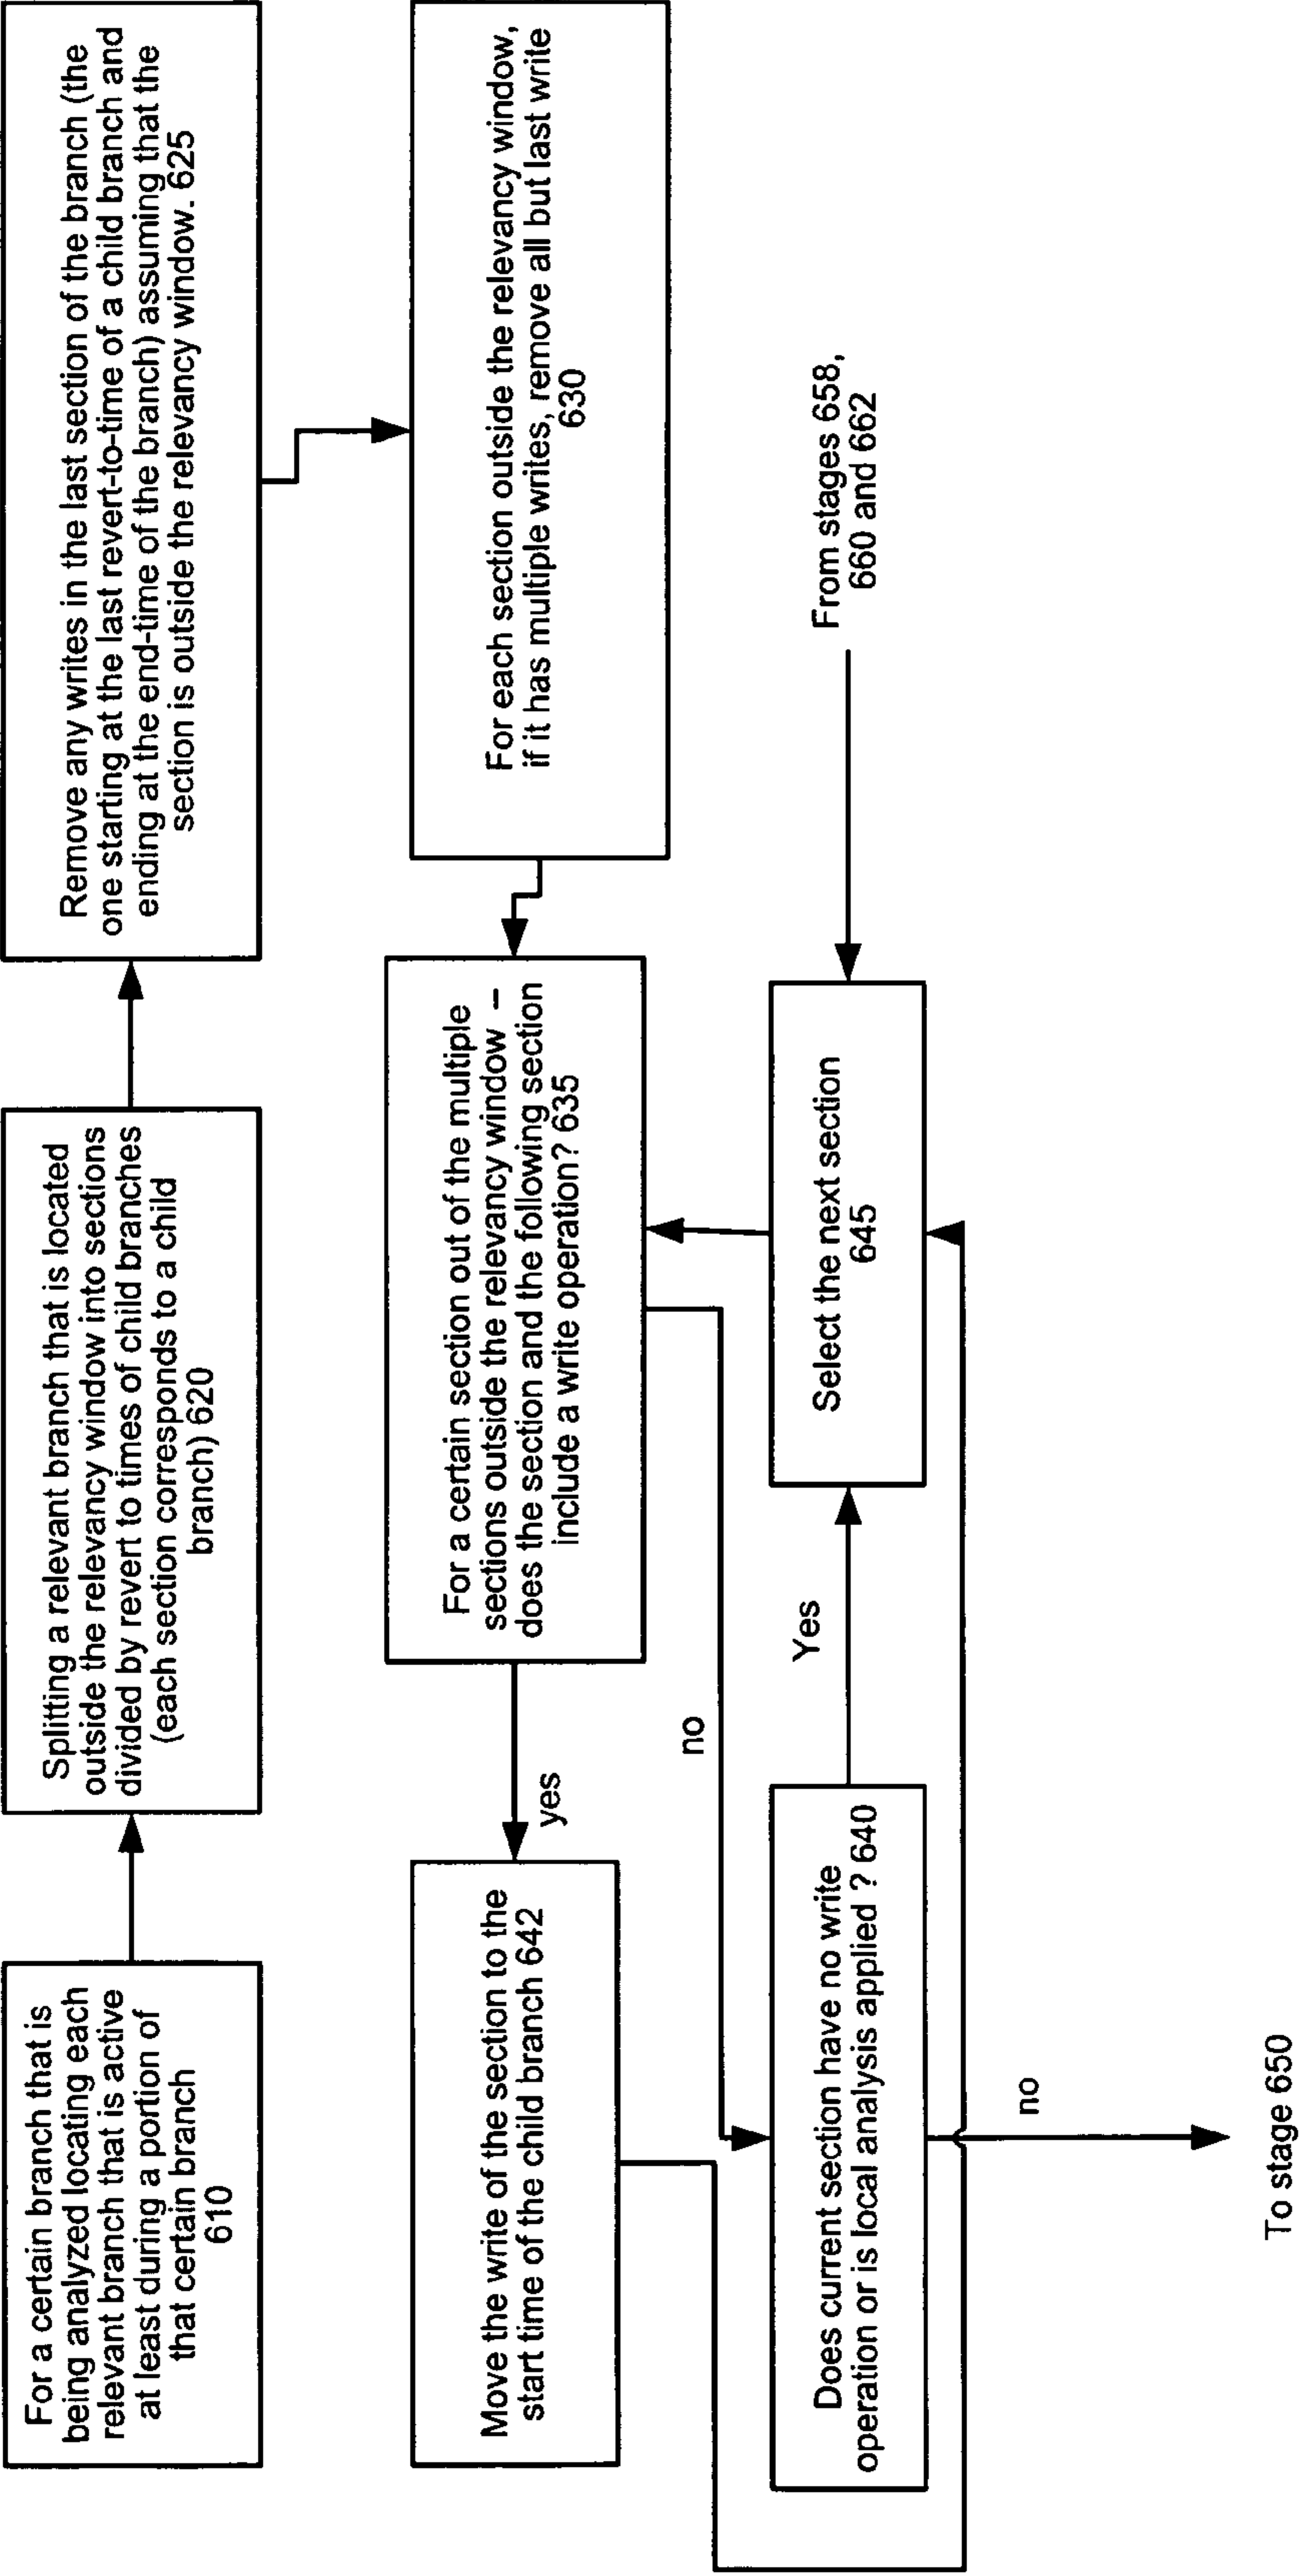 For a certain branch that is
being analyzed locating each
relevant branch that is active
at least during a portion of
that certain branch
610
Splitting a relevant branch that is located
outside the relevancy window into sections
divided by revert to times of child branches
(each section corresponds to a child
branch) 620
Remove any writes in the last section of the branch (the
one starting at the last revert-to-time of a child branch and
ending at the end-time of the branch) assuming that the
section is outside the relevancy window. 625
For each section outside the relevancy window,
if it has multiple writes, remove all but last write
630
For a certain section out of the multiple
sections outside the relevancy window –
does the section and the following section
include a write operation? 635
yes
Move the write of the section to the
start time of the child branch 642
no
Does current section have no write
operation or is local analysis applied ? 640
Yes
Select the next section
645
From stages 658,
660 and 662
no
To stage 650